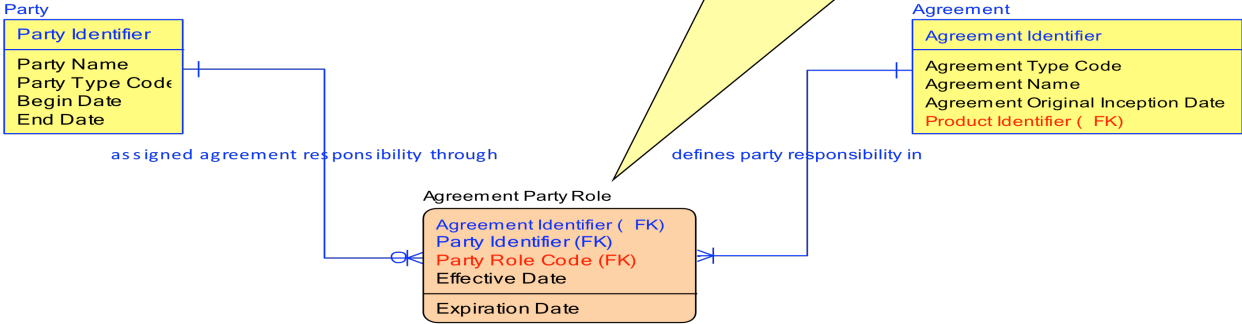 Party
Party Identifier
Party Name
Party Type Code
Begin Date
End Date
Agreement
Agreement Identifier
Agreement Type Code
Agreement Name
Agreement Original Inception Date
Product Identifier ( FK)
assigned agreement responsibility through
defines party responsibility in
Agreement Party Role
Agreement Identifier ( FK)
Party Identifier (FK)
Party Role Code (FK)
Effective Date
Expiration Date